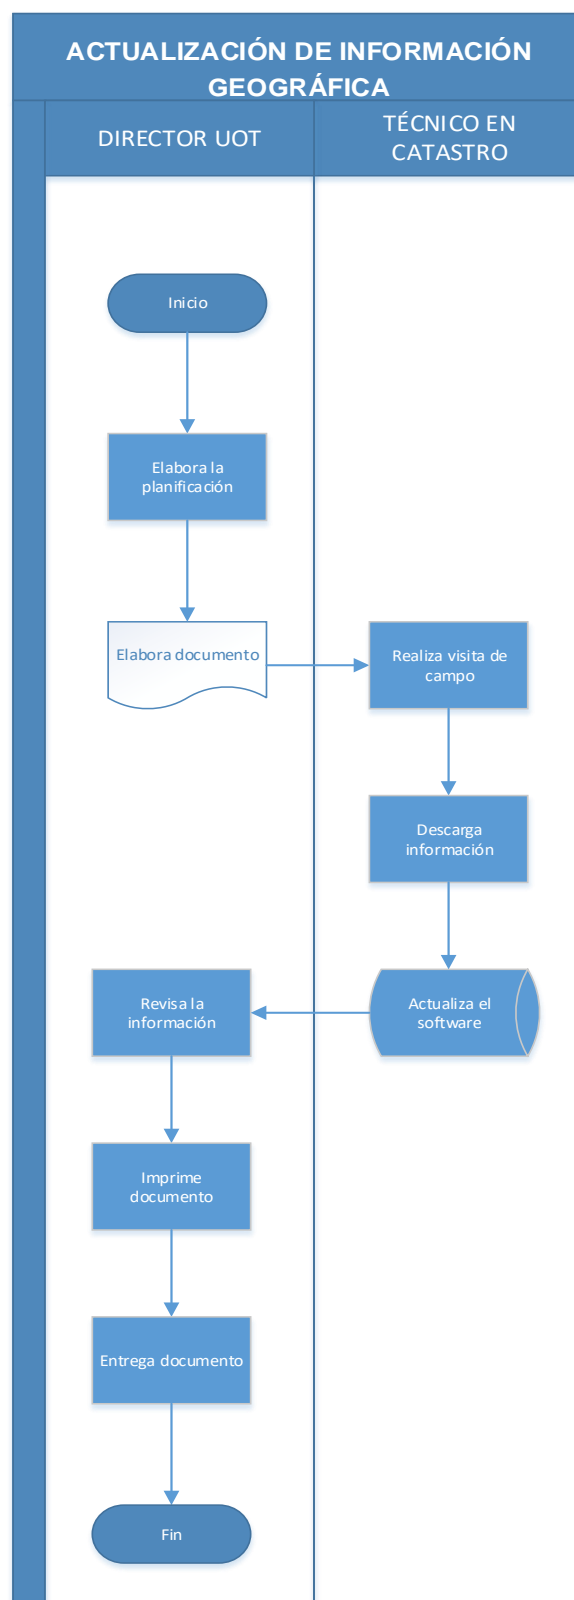 ACTUALIZACIÓN DE INFORMACIÓN
GEOGRÁFICA
DIRECTOR UOT
TÉCNICO EN
CATASTRO
Inicio
Elabora la
planificación
Elabora documento
Realiza visita de
campo
Descarga
información
Actualiza el
software
Revisa la
información
Imprime
documento
Entrega documento
Fin